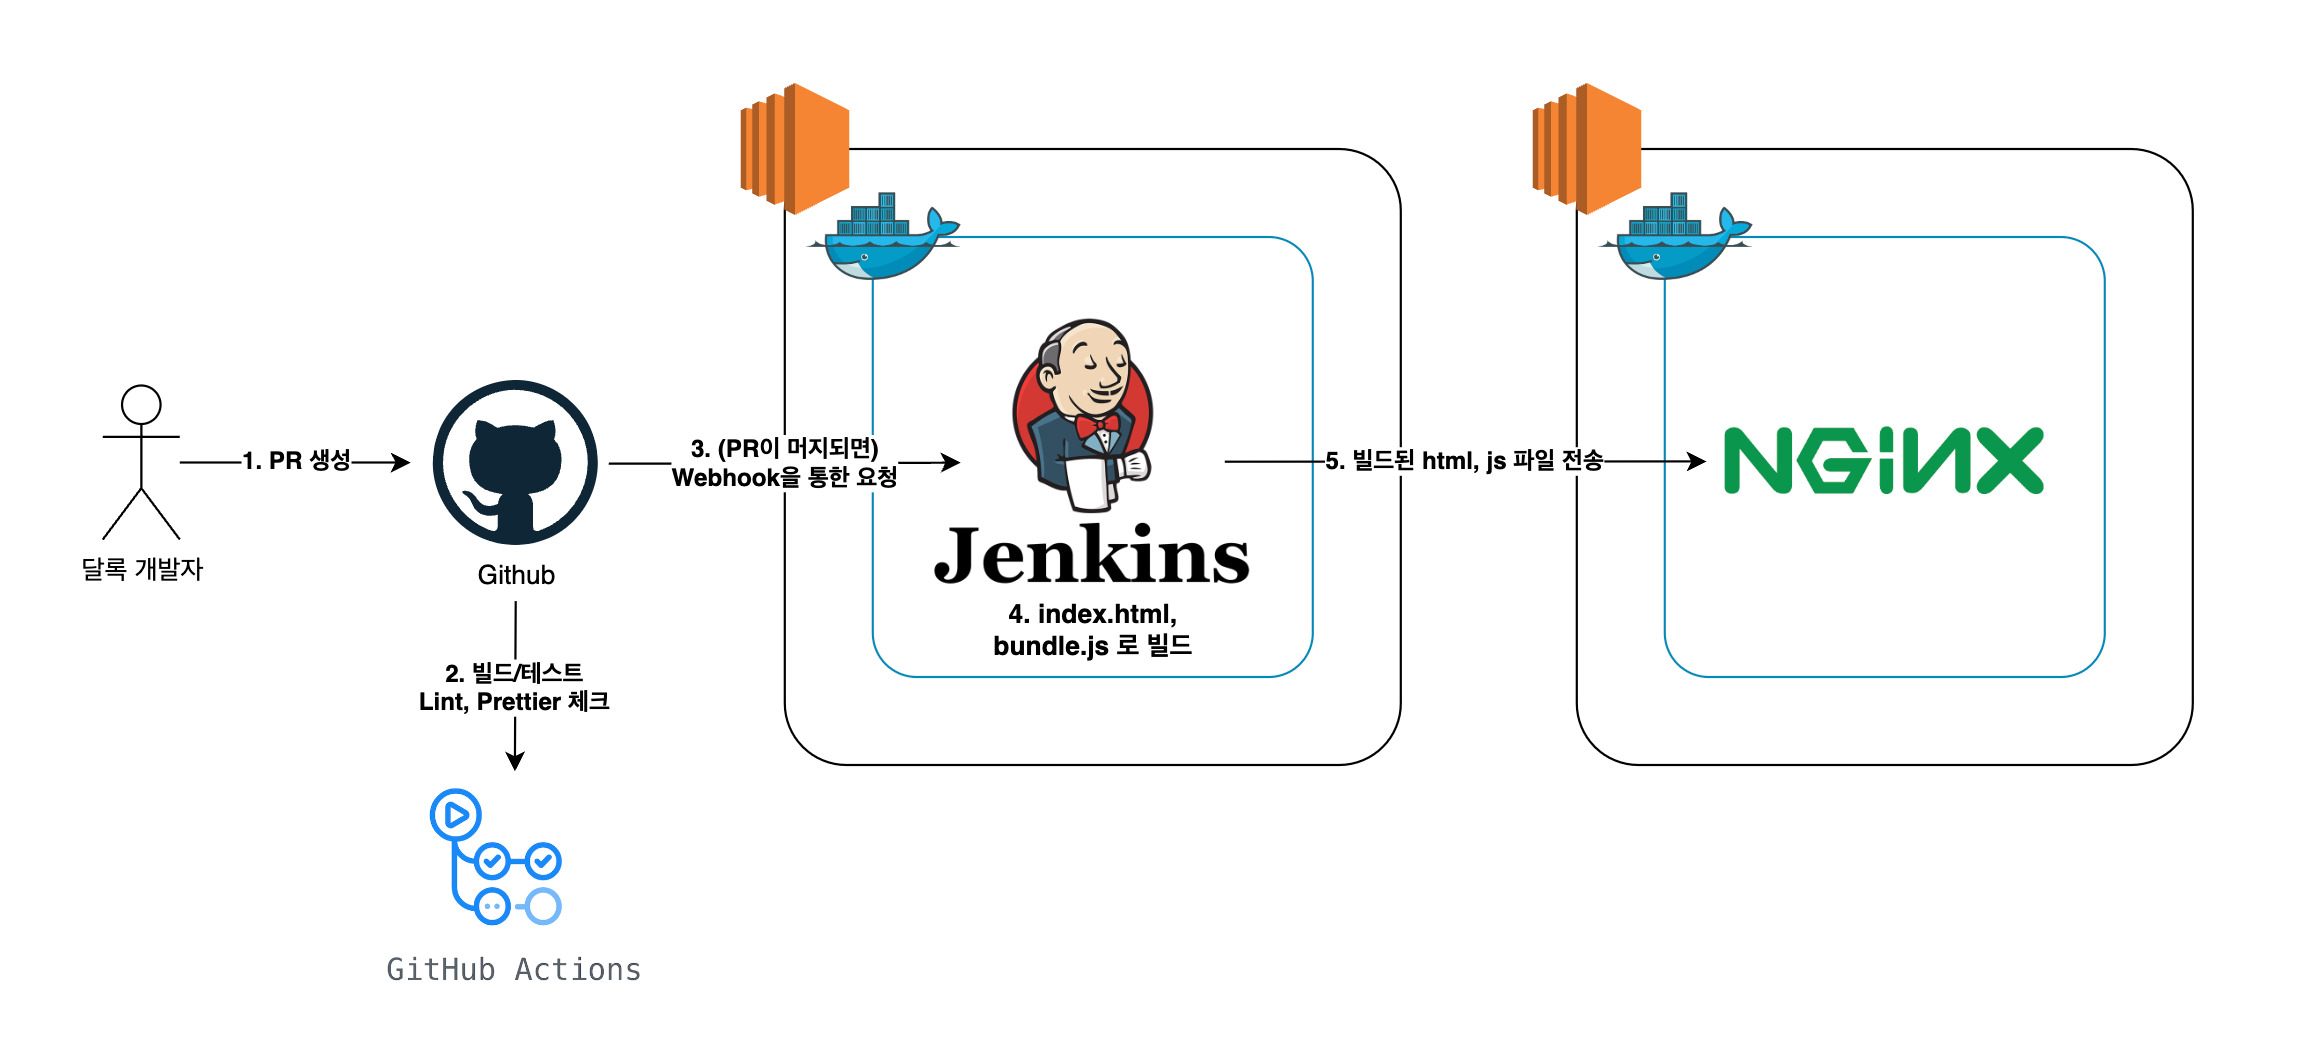 1. PR 생성
달록 개발자
Github
2. 빌드/테스트
Lint, Prettier 체크
GitHub Actions
3. (PR이 머지되면)
Webhook을 통한 요청
Jenkins
4. index.html,
bundle.js 로 빌드
5. 빌드된 html, js 파일 전송
NGINX